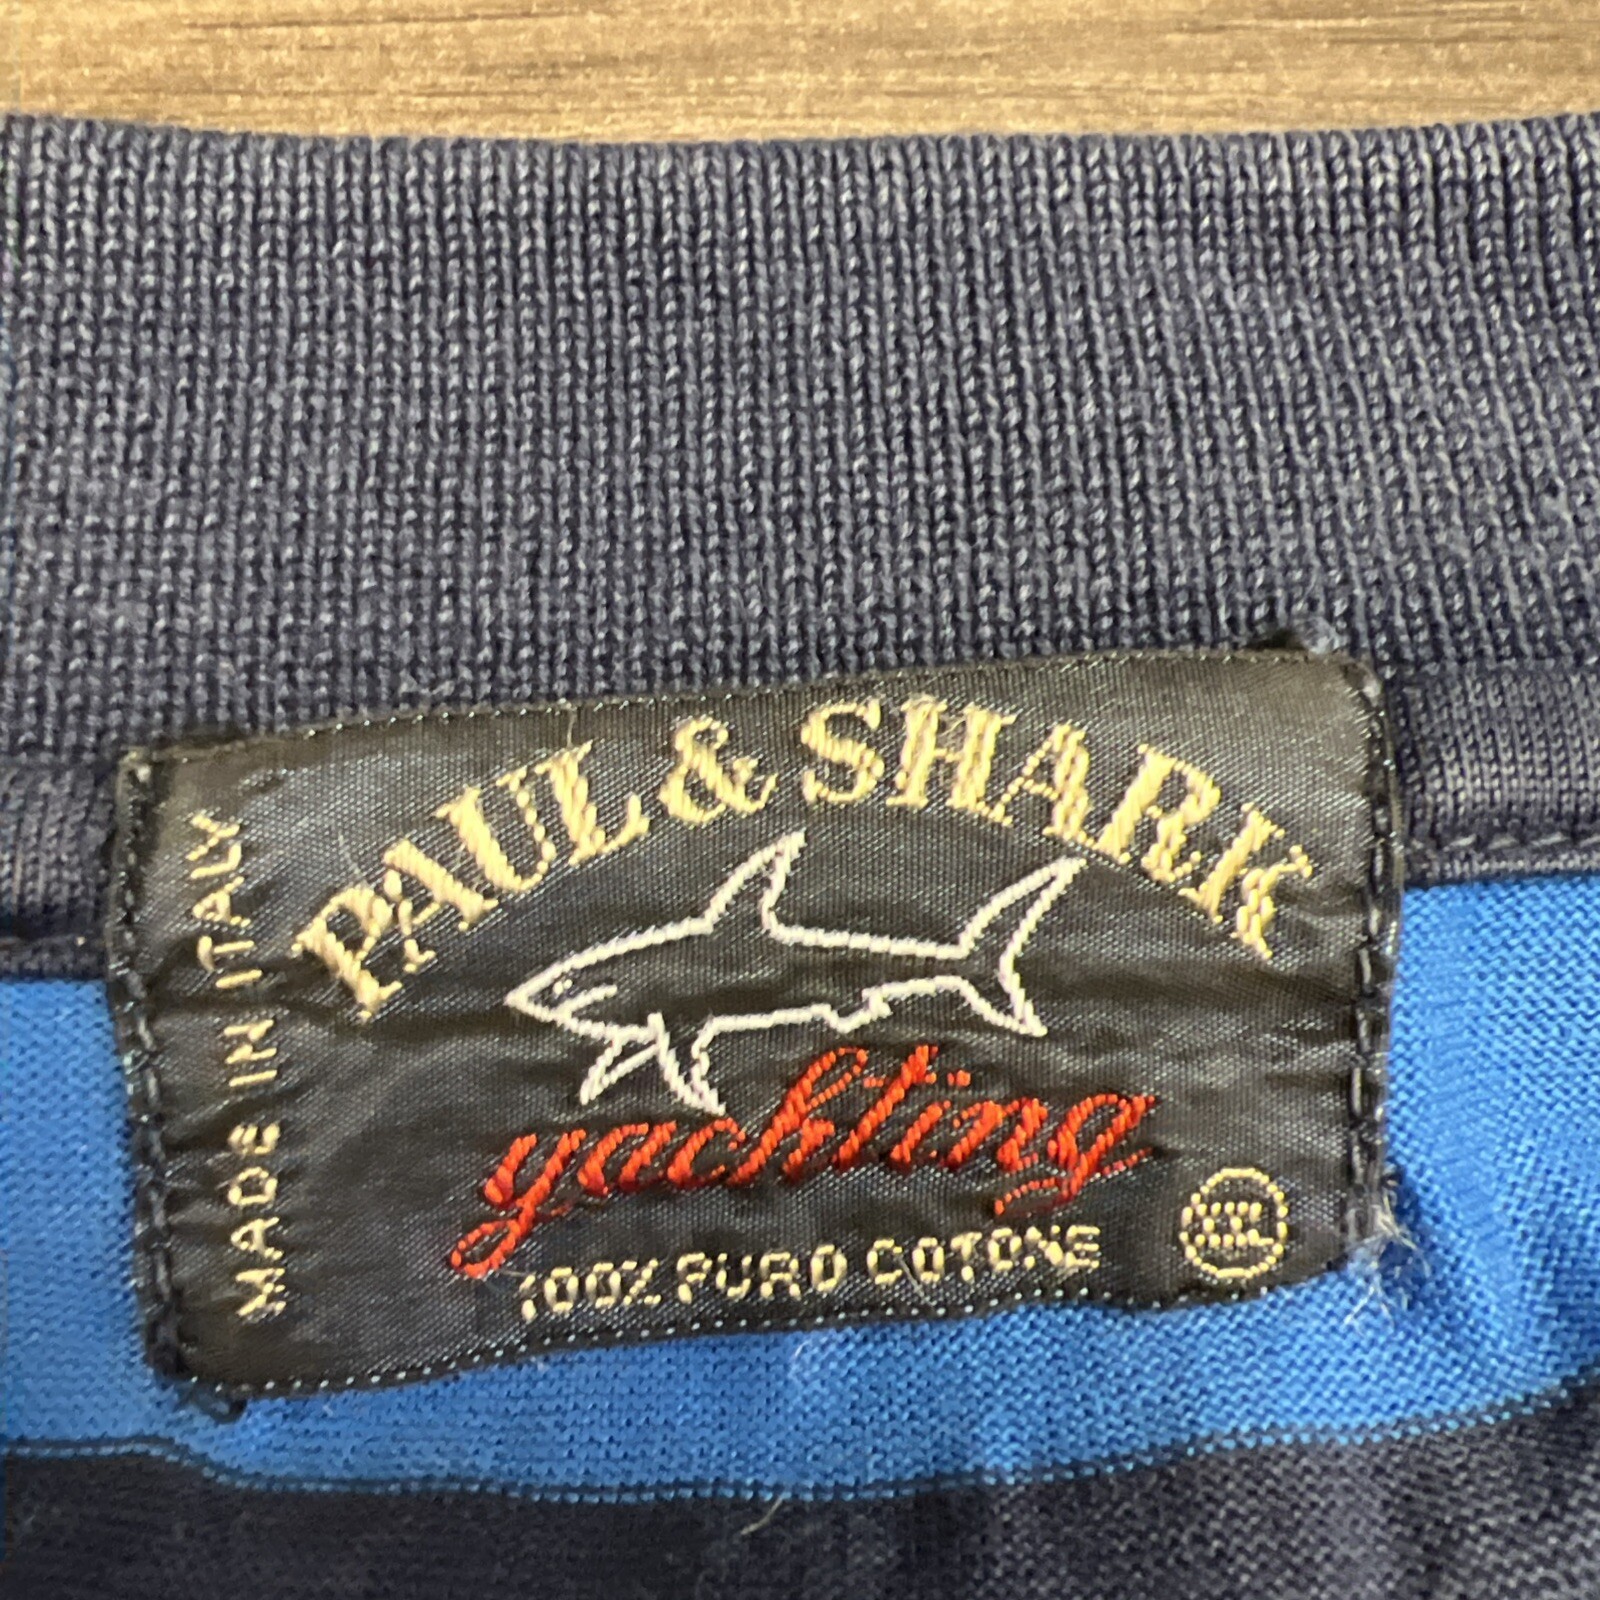 PAUL & SHARK
yachting
100% PURO COTONE
MADE IN ITALY